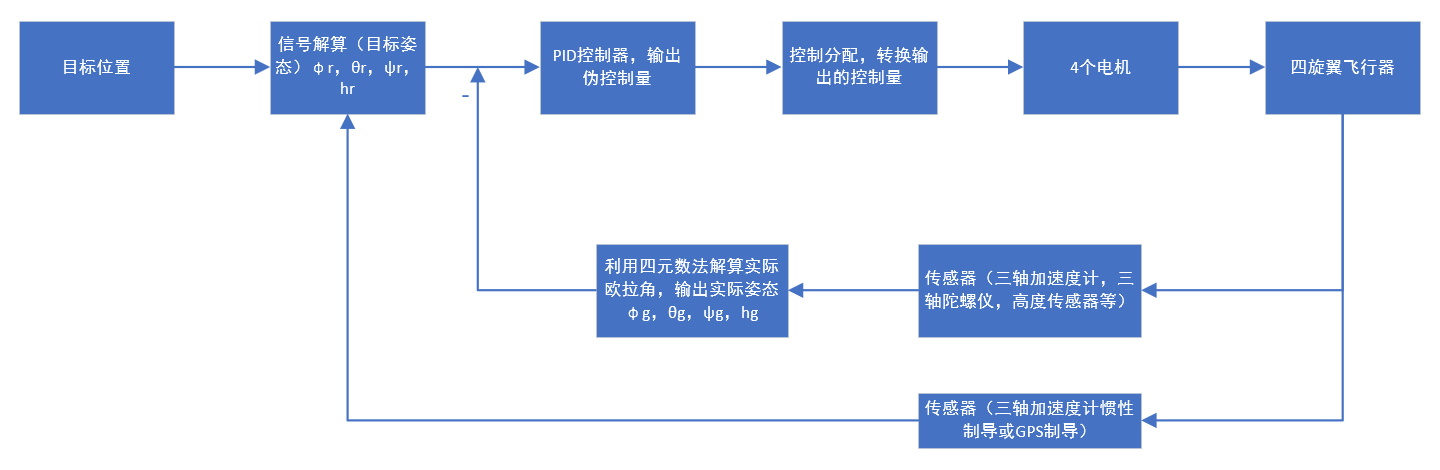 目标位置
信号解算（目标姿
态）φr，θr，ψr，
hr
PID控制器，输出
伪控制量
控制分配，转换输
出的控制量
4个电机
四旋翼飞行器
-
利用四元数法解算实际
欧拉角，输出实际姿态
φg，θg，ψg，hg
传感器（三轴加速度计，三
轴陀螺仪，高度传感器等）
传感器（三轴加速度计惯性
制导或GPS制导）